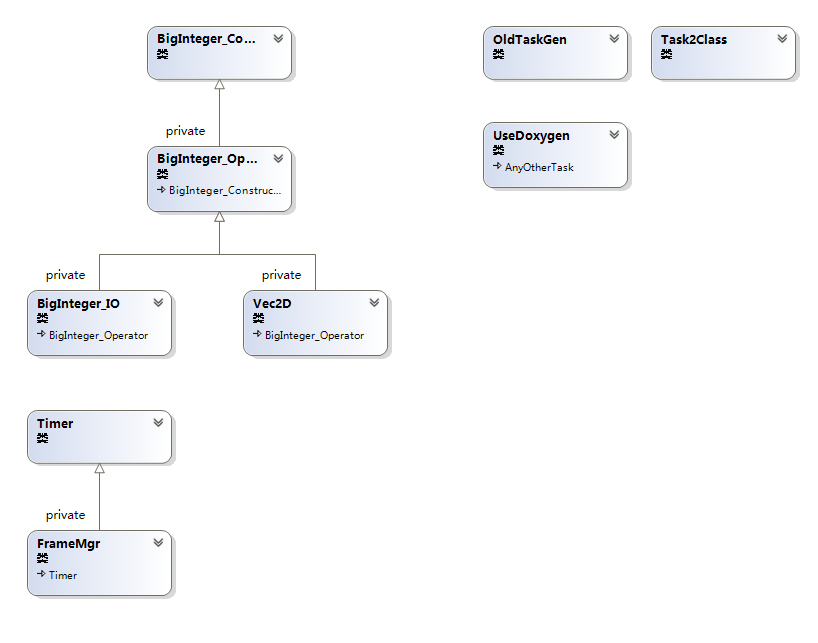 BigInteger_Co...
private
BigInteger_Op...
BigInteger_Construc...
private
private
BigInteger_IO
BigInteger_Operator
Vec2D
BigInteger_Operator
Timer
private
FrameMgr
Timer
OldTaskGen
Task2Class
UseDoxygen
AnyOtherTask